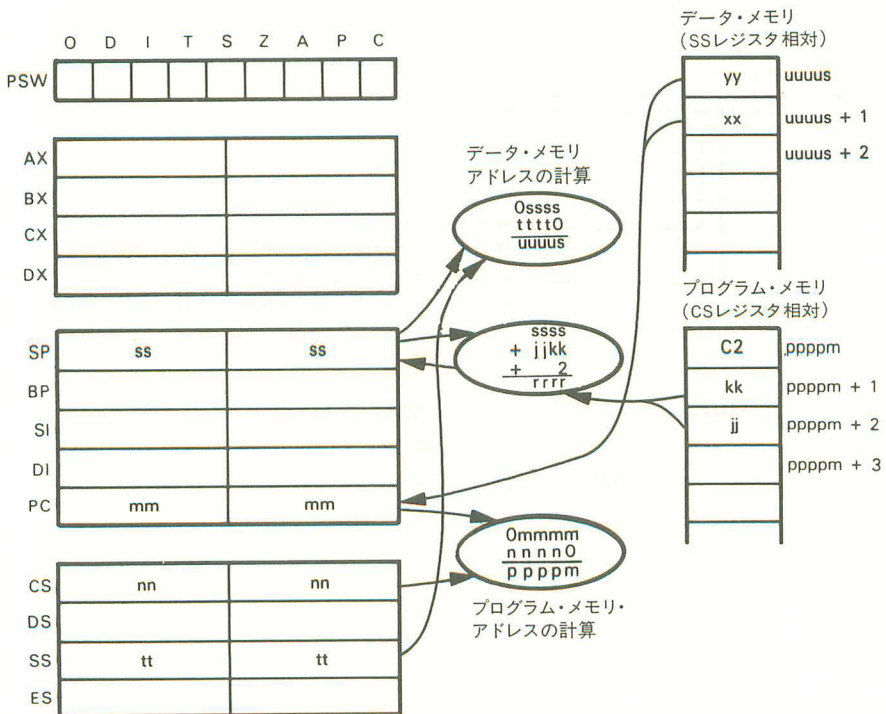 O D I T S Z A P C
PSW
AX
BX
CX
DX
SP ss ss
BP
SI
DI
PC mm mm
CS nn nn
DS
SS tt tt
ES
データ・メモリ
アドレスの計算
Ossss
tttt0
uuuus
ssss
+ jjkk
+ 2
rrrr
Ommmm
nnnn0
ppppm
プログラム・メモリ・
アドレスの計算
データ・メモリ
(SSレジスタ相対)
yy uuuus
xx uuuus + 1
uuuus + 2
プログラム・メモリ
(CSレジスタ相対)
C2 ppppm
kk ppppm + 1
jj ppppm + 2
ppppm + 3